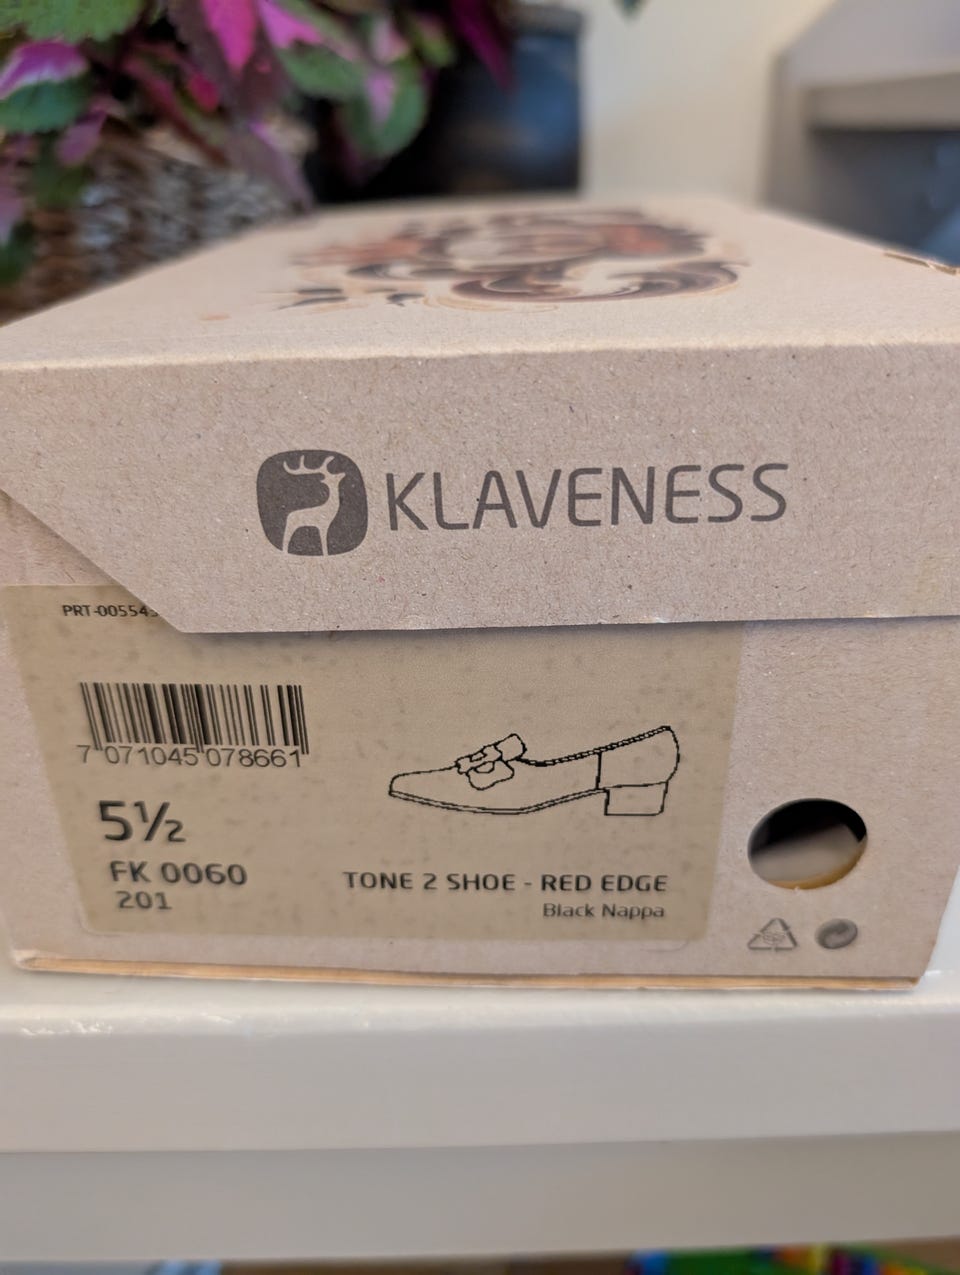 KLAVENESS
7 071045 078661
5½
FK 0060
201
TONE 2 SHOE - RED EDGE
Black Nappa